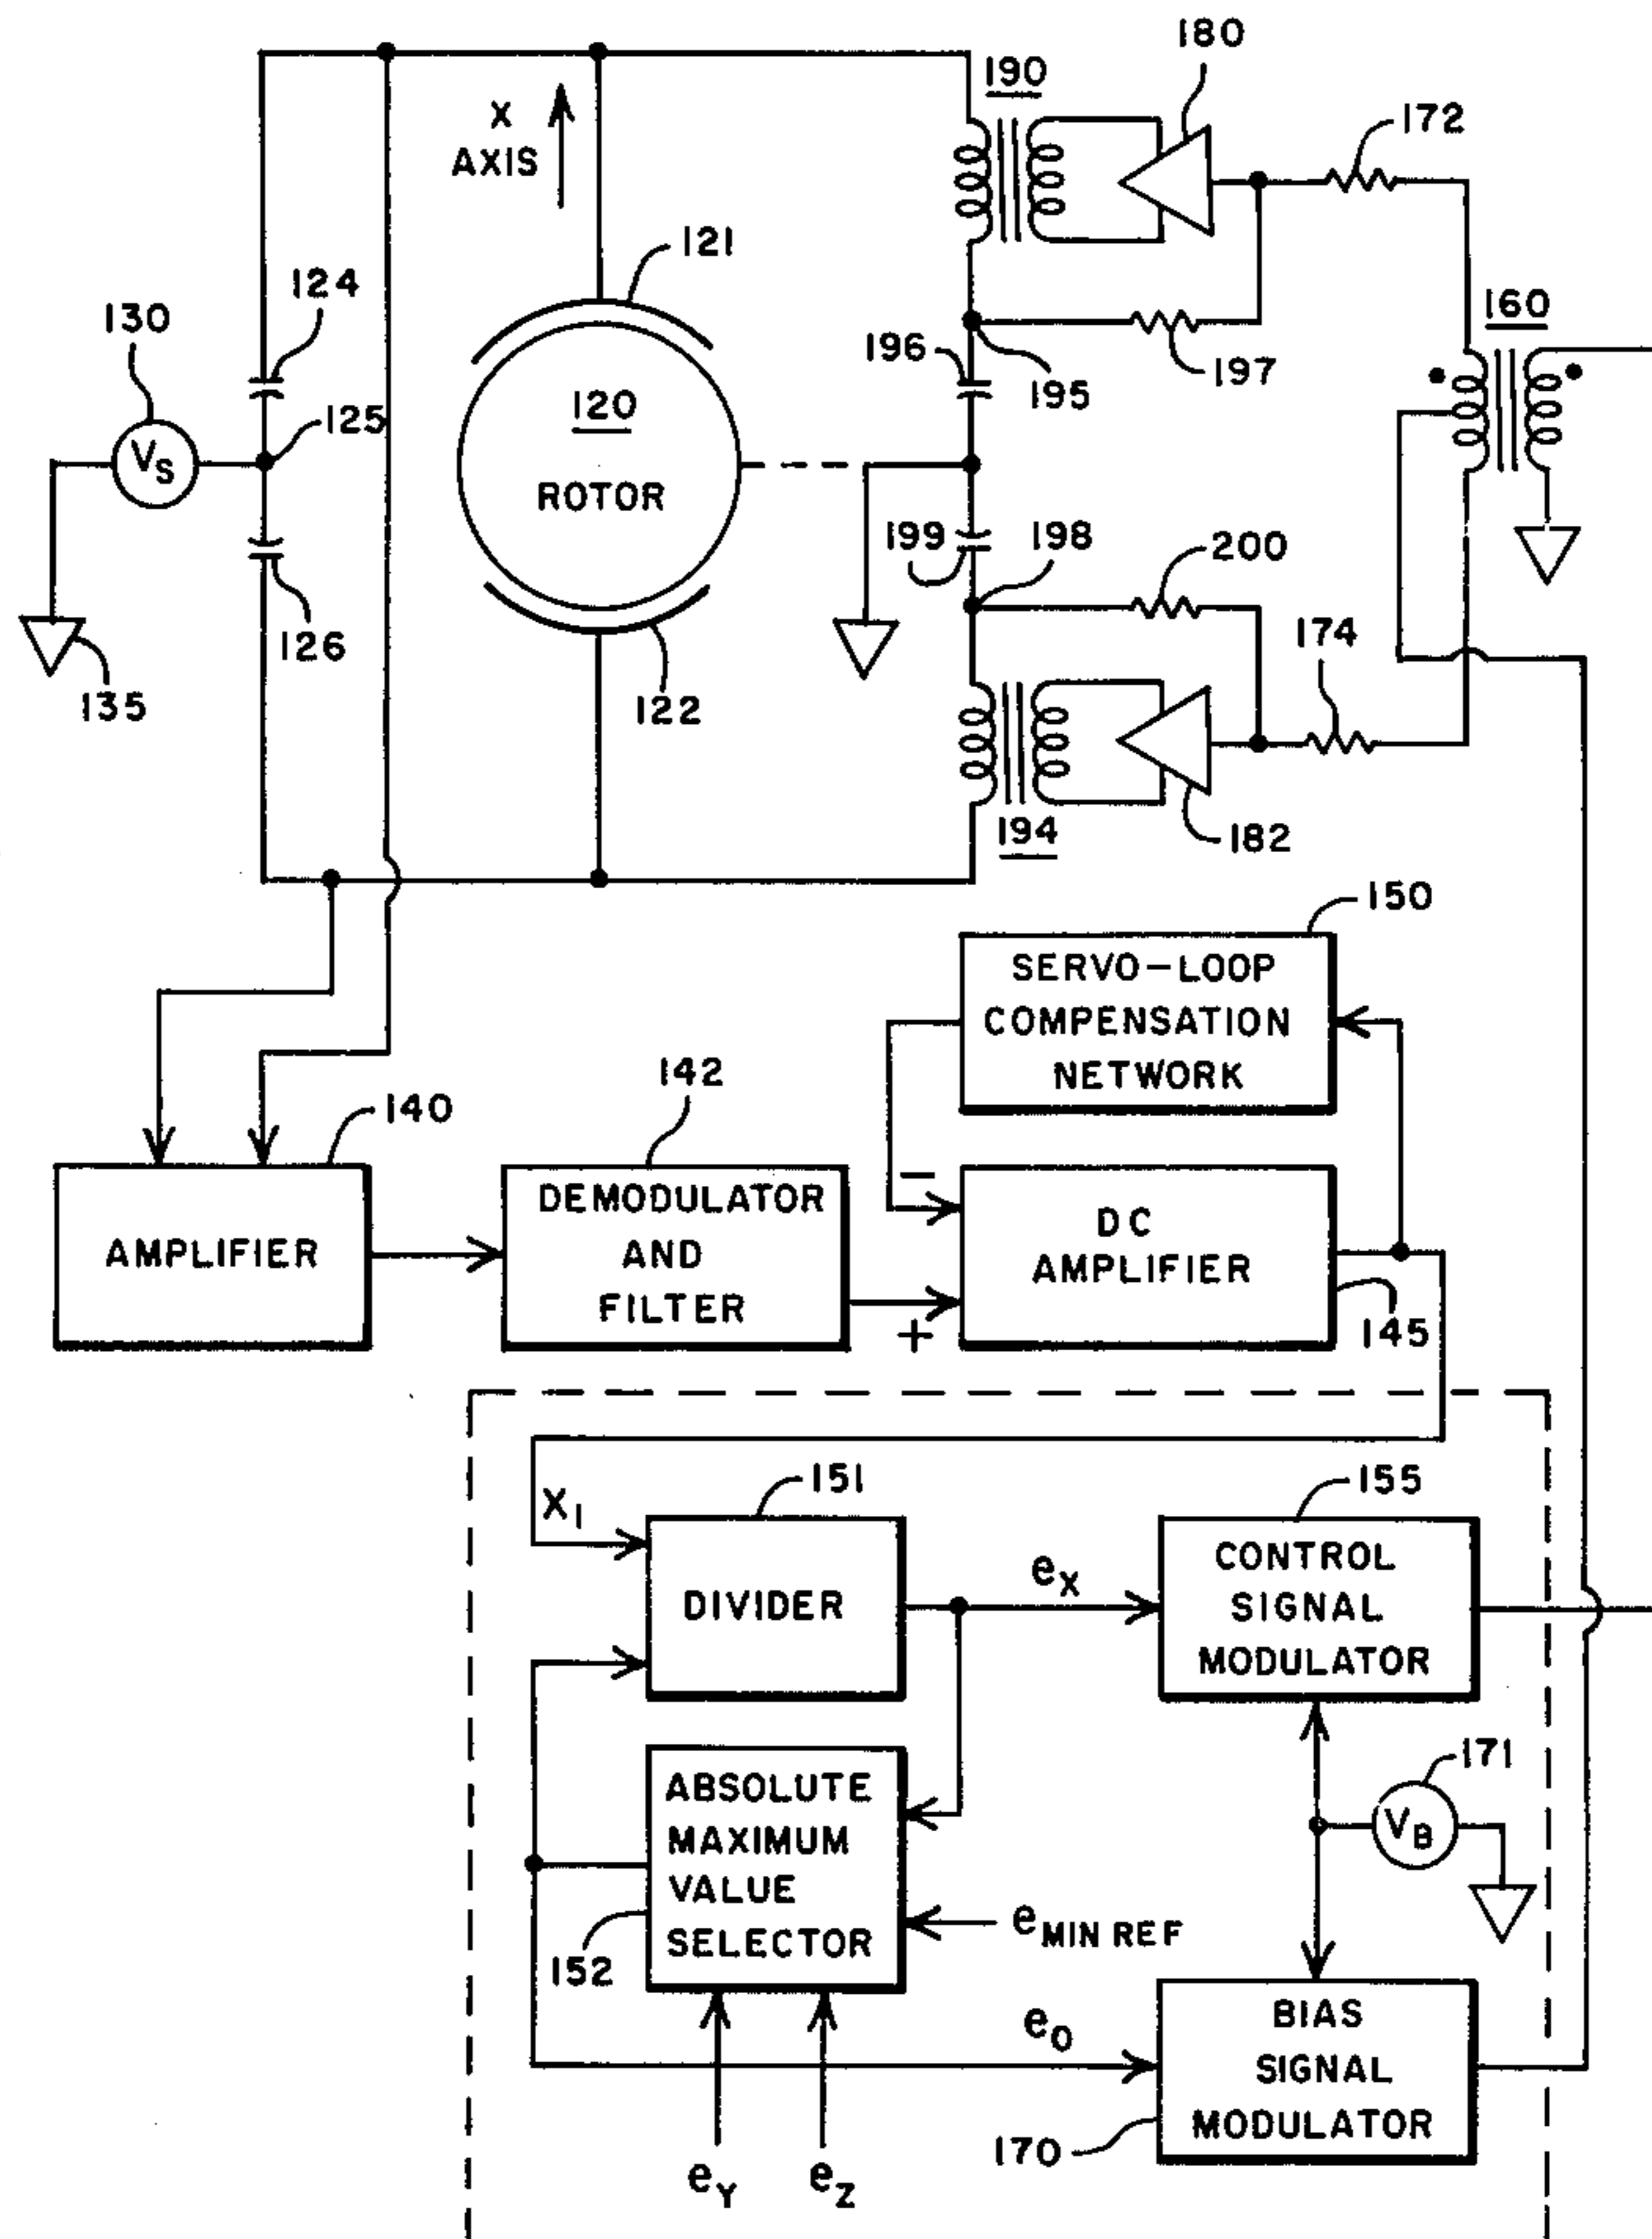 180
190
172
X
AXIS
121
124
160
130
196
195
197
120
125
VS
ROTOR
199
198
200
126
174
135
122
194
182
150
SERVO-LOOP
COMPENSATION
NETWORK
142
140
−
AMPLIFIER
DEMODULATOR
AND
FILTER
DC
AMPLIFIER
+
145
151
155
X1
DIVIDER
eX
CONTROL
SIGNAL
MODULATOR
171
ABSOLUTE
MAXIMUM
VALUE
SELECTOR
VB
eMIN REF
152
eO
BIAS
SIGNAL
MODULATOR
170
eY
eZ